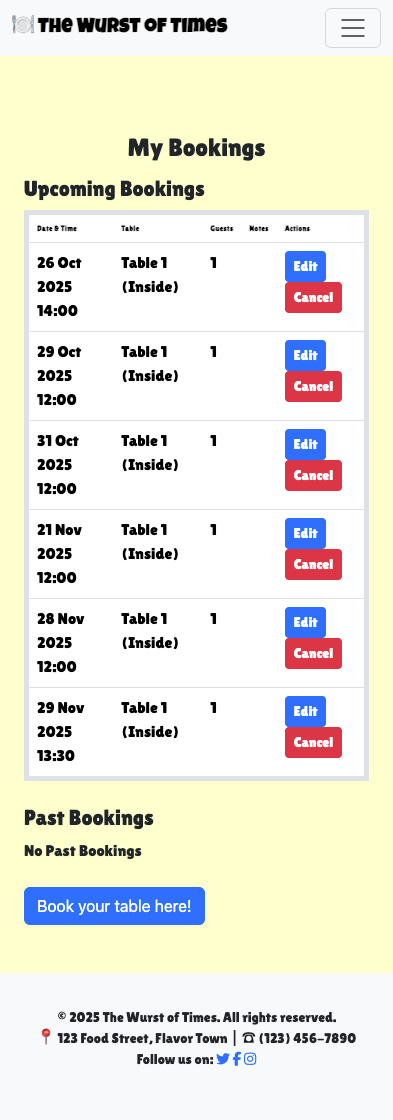 🍽️ The Wurst of Times
My Bookings
Upcoming Bookings
Date & Time Table Guests Notes Actions
26 Oct 2025 14:00 Table 1 (Inside) 1 Edit Cancel
29 Oct 2025 12:00 Table 1 (Inside) 1 Edit Cancel
31 Oct 2025 12:00 Table 1 (Inside) 1 Edit Cancel
21 Nov 2025 12:00 Table 1 (Inside) 1 Edit Cancel
28 Nov 2025 12:00 Table 1 (Inside) 1 Edit Cancel
29 Nov 2025 13:30 Table 1 (Inside) 1 Edit Cancel
Past Bookings
No Past Bookings
Book your table here!
© 2025 The Wurst of Times. All rights reserved.
📍 123 Food Street, Flavor Town | ☎ (123) 456-7890
Follow us on: